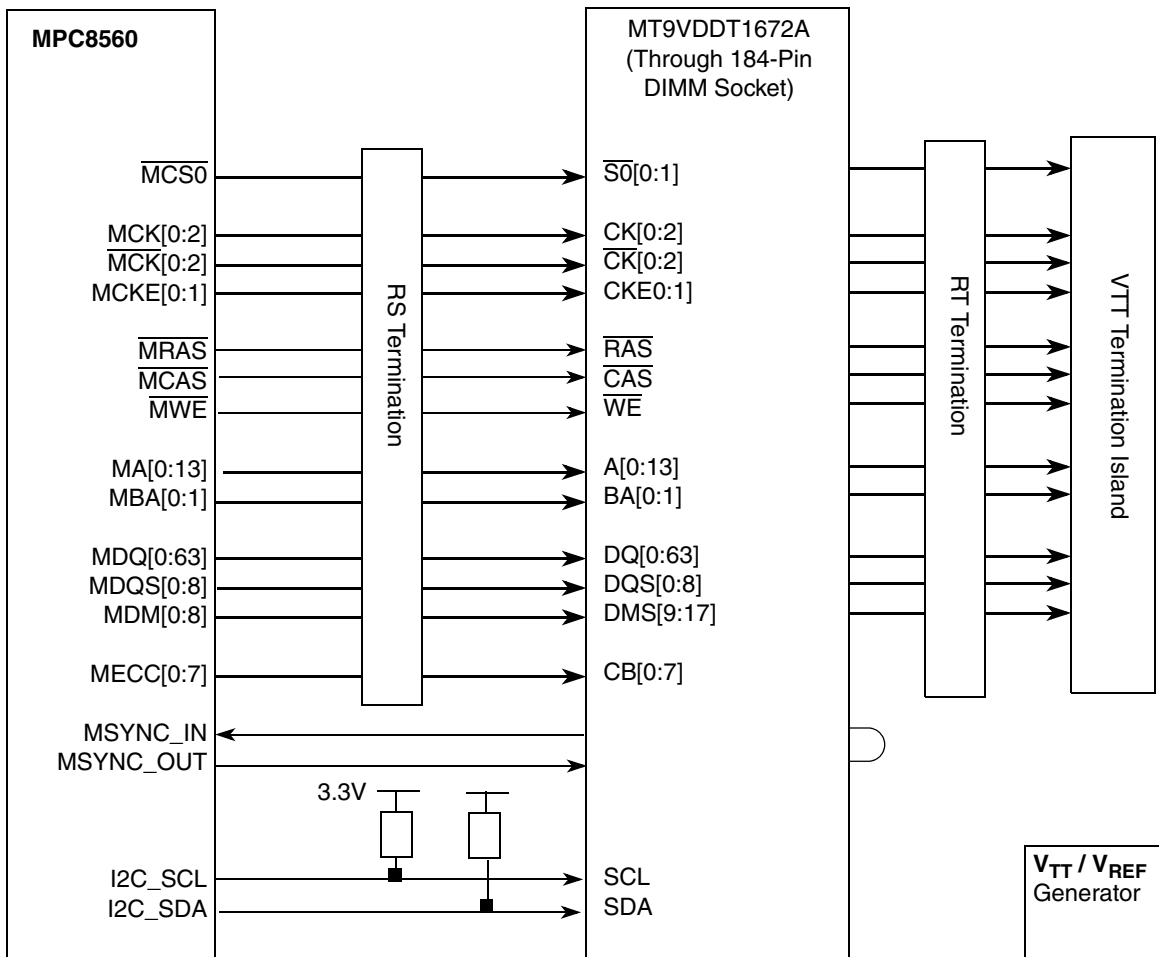 MPC8560
MT9VDDT1672A
(Through 184-Pin
DIMM Socket)
MCS0
MCK[0:2]
MCK[0:2]
MCKE[0:1]
MRAS
MCAS
MWE
MA[0:13]
MBA[0:1]
MDQ[0:63]
MDQS[0:8]
MDM[0:8]
MECC[0:7]
MSYNC_IN
MSYNC_OUT
3.3V
I2C_SCL
I2C_SDA
RS Termination
S0[0:1]
CK[0:2]
CK[0:2]
CKE0:1]
RAS
CAS
WE
A[0:13]
BA[0:1]
DQ[0:63]
DQS[0:8]
DMS[9:17]
CB[0:7]
SCL
SDA
RT Termination
VTT Termination Island
VTT / VREF
Generator